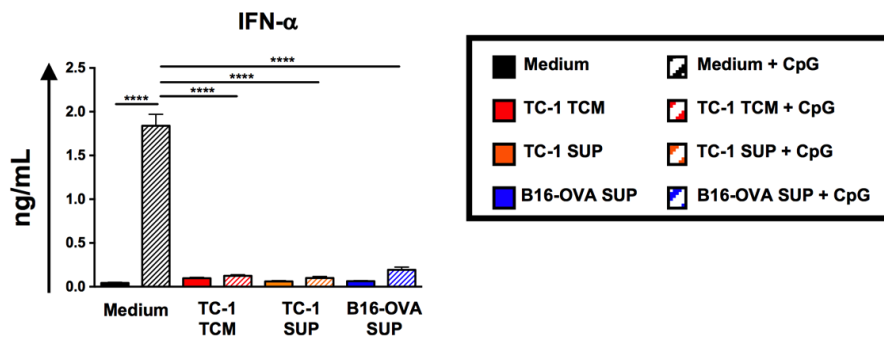 IFN-α
ng/mL
2.5
2.0
1.5
1.0
0.5
0.0
****
****
****
****
Medium
TC-1
TCM
TC-1
SUP
B16-OVA
SUP
Medium
Medium + CpG
TC-1 TCM
TC-1 TCM + CpG
TC-1 SUP
TC-1 SUP + CpG
B16-OVA SUP
B16-OVA SUP + CpG